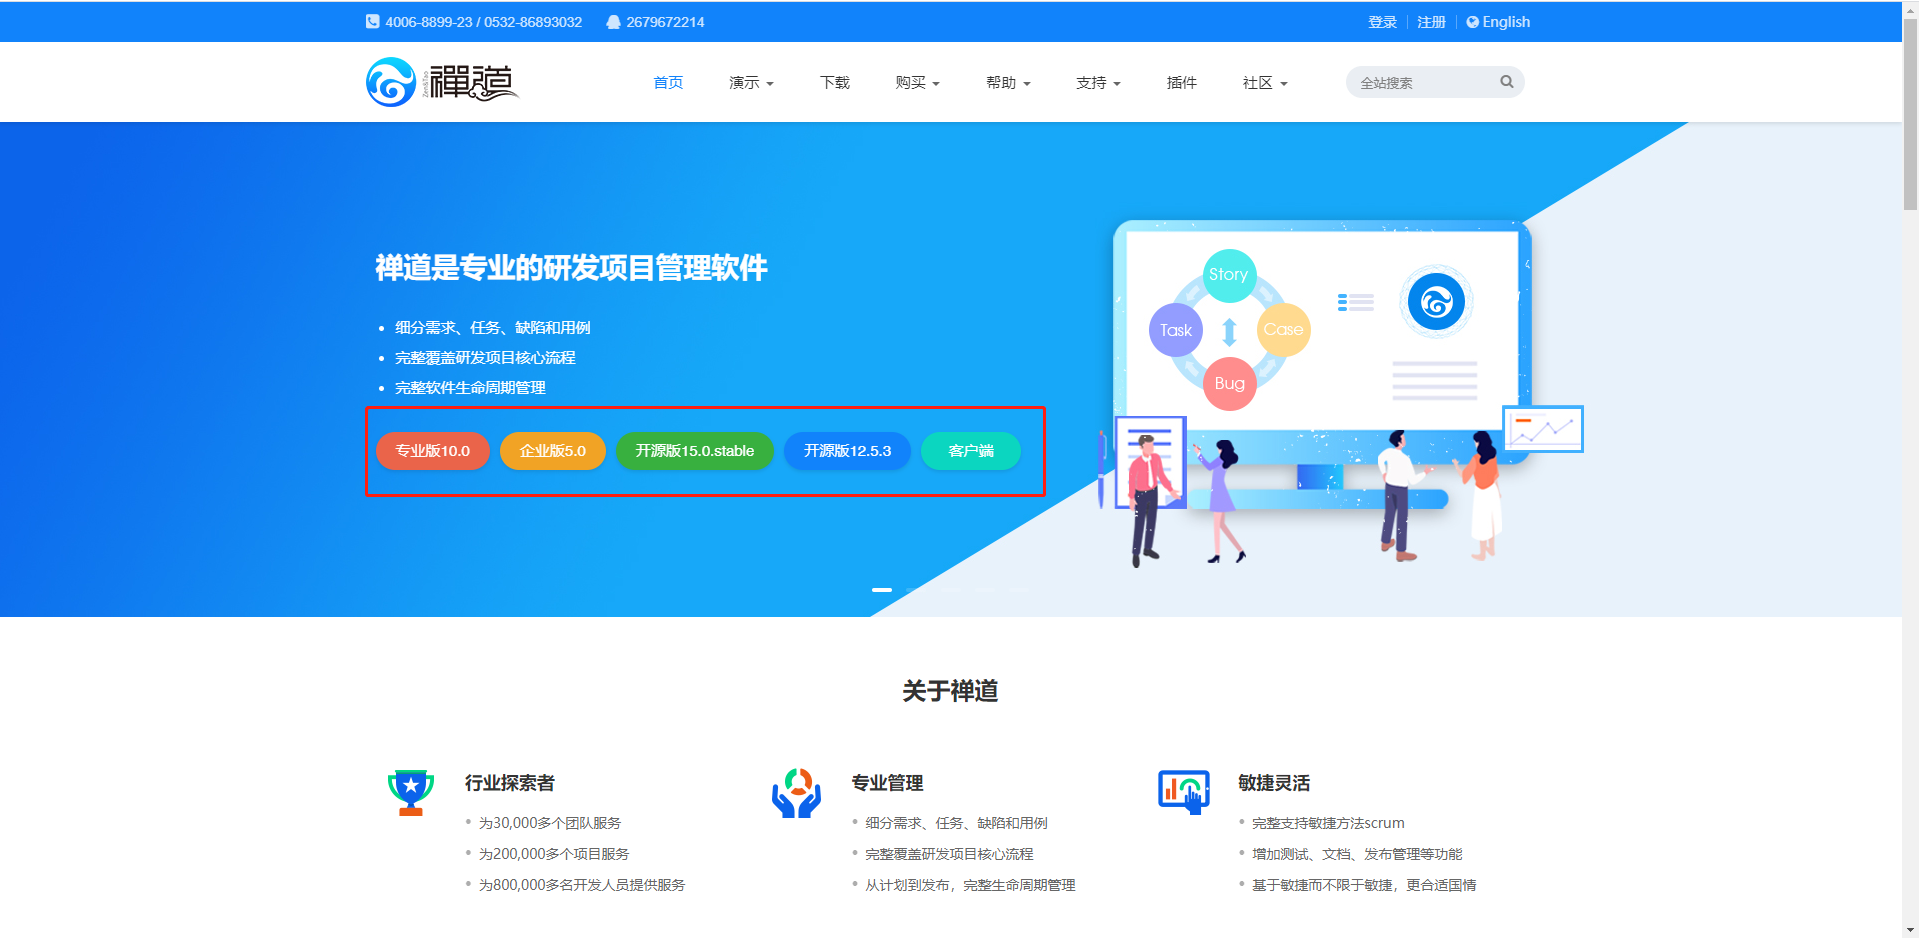 4006-8899-23 / 0532-86893032 2679672214 登录 注册 English
禅道 首页 演示 下载 购买 帮助 支持 插件 社区 全站搜索
禅道是专业的研发项目管理软件
细分需求、任务、缺陷和用例
完整覆盖研发项目核心流程
完整软件生命周期管理
专业版10.0 企业版5.0 开源版15.0.stable 开源版12.5.3 客户端
Story
Task Case
Bug
关于禅道
行业探索者
为30,000多个团队服务
为200,000多个项目服务
为800,000多名开发人员提供服务
专业管理
细分需求、任务、缺陷和用例
完整覆盖研发项目核心流程
从计划到发布，完整生命周期管理
敏捷灵活
完整支持敏捷方法scrum
增加测试、文档、发布管理等功能
基于敏捷而不限于敏捷，更合适国情